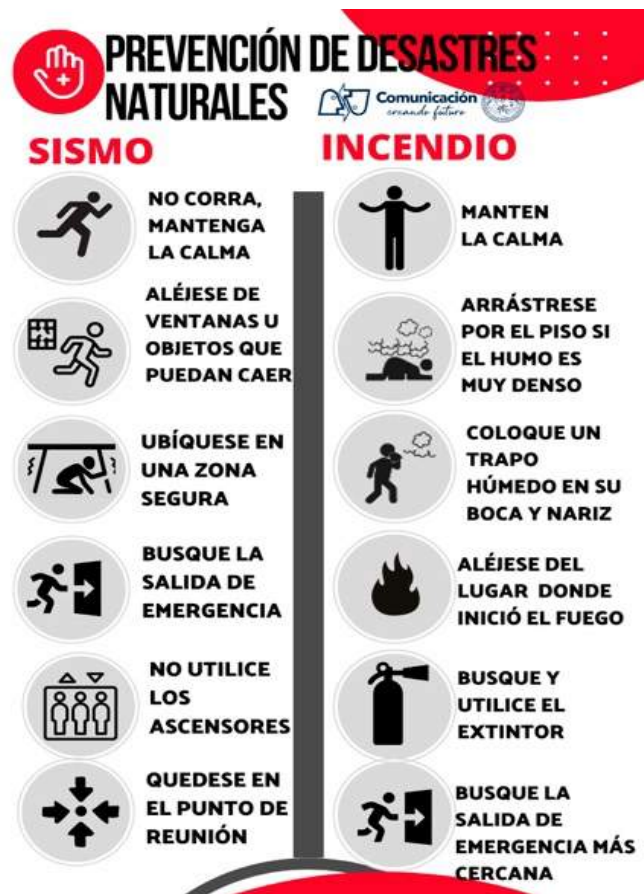 PREVENCIÓN DE DESASTRES
NATURALES
Comunicación
creando futuro
SISMO
NO CORRA,
MANTENGA
LA CALMA
ALÉJESE DE
VENTANAS U
OBJETOS QUE
PUEDAN CAER
UBÍQUESE EN
UNA ZONA
SEGURA
BUSQUE LA
SALIDA DE
EMERGENCIA
NO UTILICE
LOS
ASCENSORES
QUEDESE EN
EL PUNTO DE
REUNIÓN
INCENDIO
MANTEN
LA CALMA
ARRÁSTRESE
POR EL PISO SI
EL HUMO ES
MUY DENSO
COLOQUE UN
TRAPO
HÚMEDO EN SU
BOCA Y NARIZ
ALÉJESE DEL
LUGAR DONDE
INICIÓ EL FUEGO
BUSQUE Y
UTILICE EL
EXTINTOR
BUSQUE LA
SALIDA DE
EMERGENCIA MÁS
CERCANA